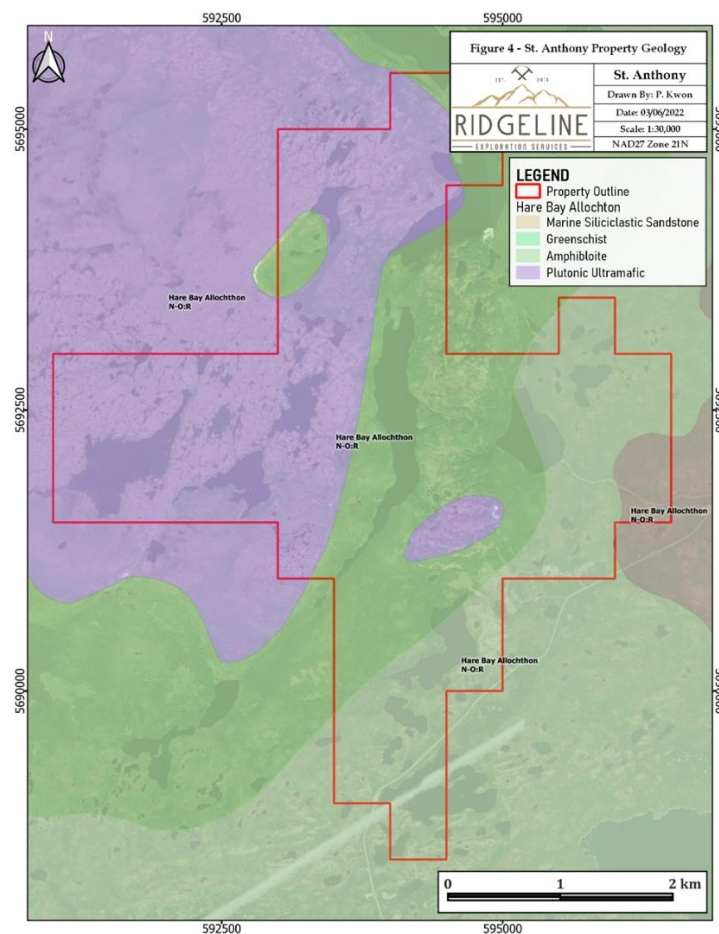 592500
595000
N
Figure 4 - St. Anthony Property Geology
EST. 2016
RIDGELINE
EXPLORATION SERVICES
St. Anthony
Drawn By: P. Kwon
Date: 03/06/2022
Scale: 1:30,000
NAD27 Zone 21N
5695000
LEGEND
Property Outline
Hare Bay Allochton
Marine Siliciclastic Sandstone
Greenschist
Amphibloite
Plutonic Ultramafic
Hare Bay Allochthon
N-O:R
5692500
Hare Bay Allochthon
N-O:R
Hare Bay Allochthon
N-O:R
Hare Bay Allochthon
N-O:R
5690000
0
1
2 km
592500
595000